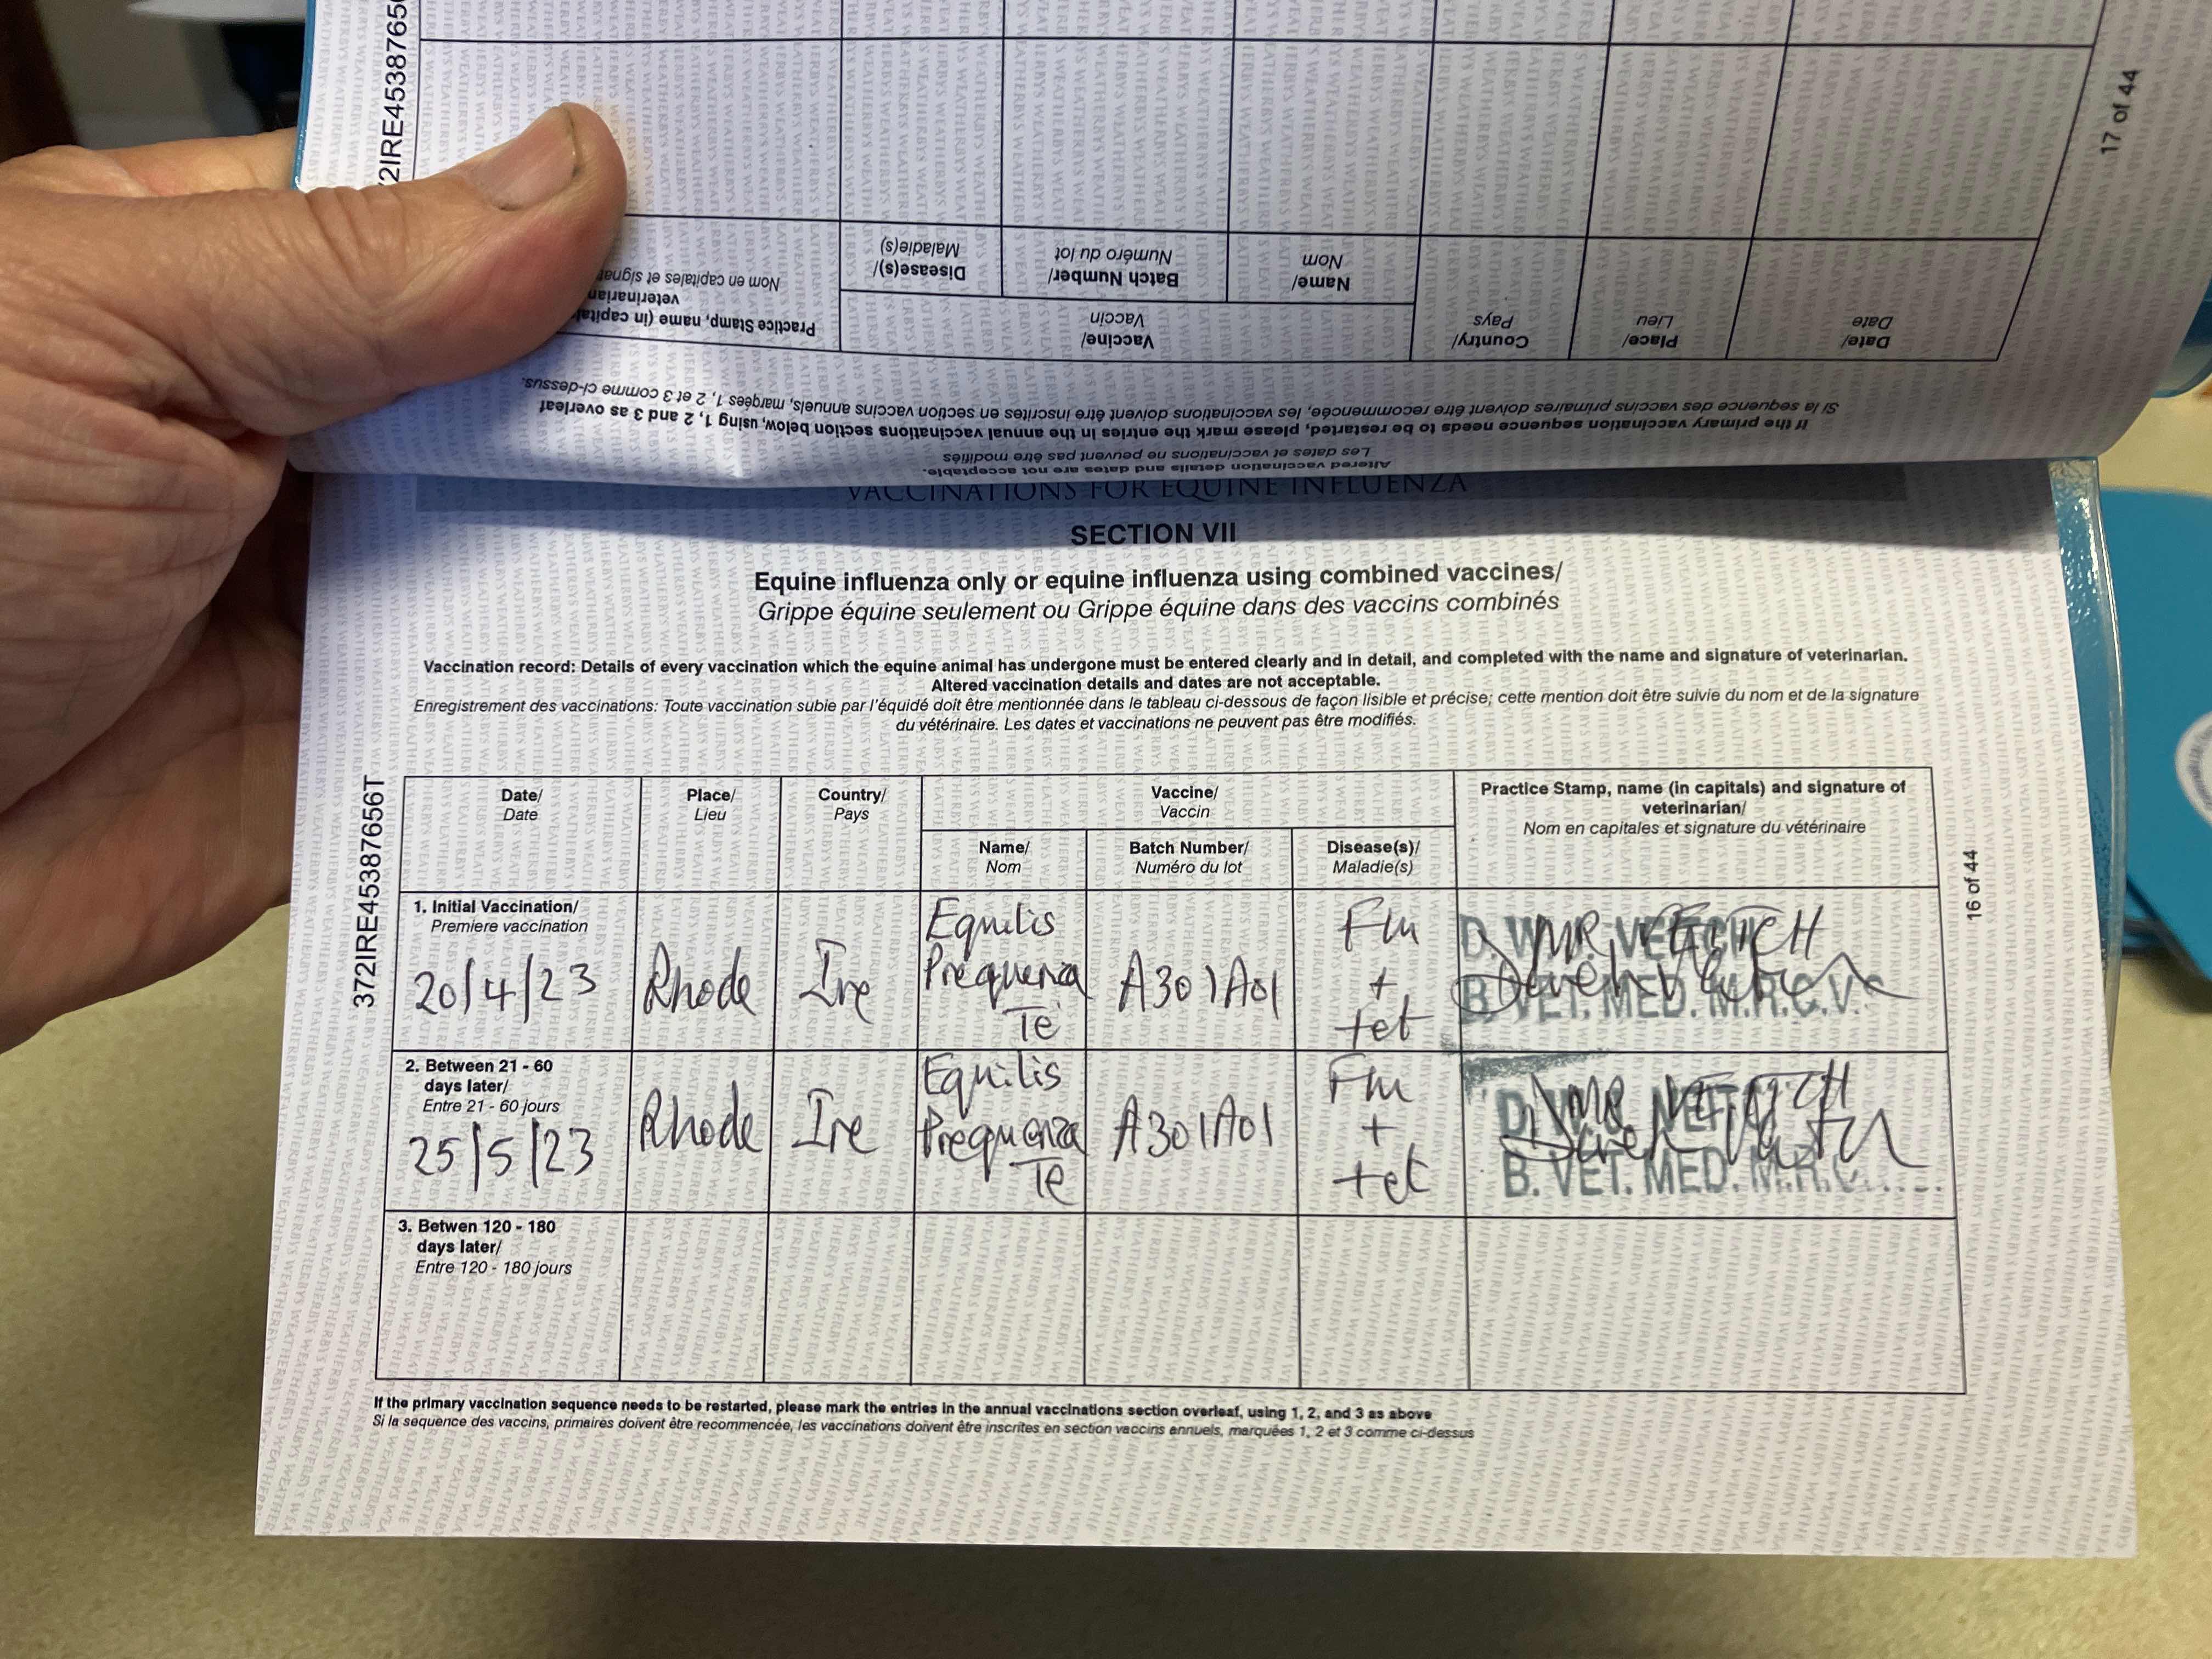 372IRE4538765
17 of 44
Practice Stamp, name (in capital
veterinarian
Nom en capitales et signat
Disease(s)/
Maladie(s)
Batch Number/
Numéro du lot
Name/
Nom
Vaccine/
Vaccin
Country/
Pays
Place/
Lieu
Date/
Date
If the primary vaccination sequence needs to be restarted, please mark the entries in the annual vaccinations section below, using 1, 2 and 3 as overleaf
Si la sequence des vaccins primaires doivent être recommencée, les vaccinations doivent être inscrites en section vaccins annuels, margées 1, 2 et 3 comme ci-dessus.
Altered vaccination details and dates are not acceptable.
Les dates et vaccinations ne peuvent pas être modifiés
VACCINATIONS FOR EQUINE INFLUENZA
SECTION VII
Equine influenza only or equine influenza using combined vaccines/
Grippe équine seulement ou Grippe équine dans des vaccins combinés
Vaccination record: Details of every vaccination which the equine animal has undergone must be entered clearly and in detail, and completed with the name and signature of veterinarian.
Altered vaccination details and dates are not acceptable.
Enregistrement des vaccinations: Toute vaccination subie par l'équidé doit être mentionnée dans le tableau ci-dessous de façon lisible et précise; cette mention doit être suivie du nom et de la signature
du vétérinaire. Les dates et vaccinations ne peuvent pas être modifiés.
372IRE45387656T
16 of 44
Date/
Date
Place/
Lieu
Country/
Pays
Vaccine/
Vaccin
Name/
Nom
Batch Number/
Numéro du lot
Disease(s)/
Maladie(s)
Practice Stamp, name (in capitals) and signature of
veterinarian/
Nom en capitales et signature du vétérinaire
1. Initial Vaccination/
Premiere vaccination
20/4/23
Rhode
Ire
Equilis
Prequenza
Te
A301A01
Flu
+
tet
MR VEITCH
B. VET. MED. M.R.C.V.
2. Between 21 - 60
days later/
Entre 21 - 60 jours
25/5/23
Rhode
Ire
Equilis
Prequenza
Te
A301A01
Flu
+
tet
MR VEITCH
B. VET. MED. M.R.C.
3. Betwen 120 - 180
days later/
Entre 120 - 180 jours
If the primary vaccination sequence needs to be restarted, please mark the entries in the annual vaccinations section overleaf, using 1, 2, and 3 as above
Si la sequence des vaccins, primaires doivent être recommencée, les vaccinations doivent être inscrites en section vaccins annuels, marquées 1, 2 et 3 comme ci-dessus